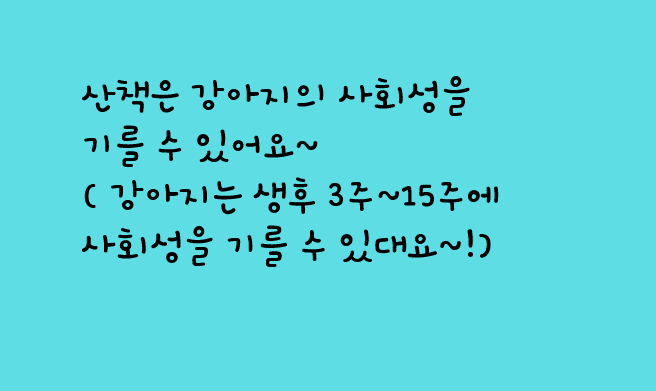 산책은 강아지의 사회성을
기를 수 있어요~
( 강아지는 생후 3주~15주에
사회성을 기를 수 있대요~!)